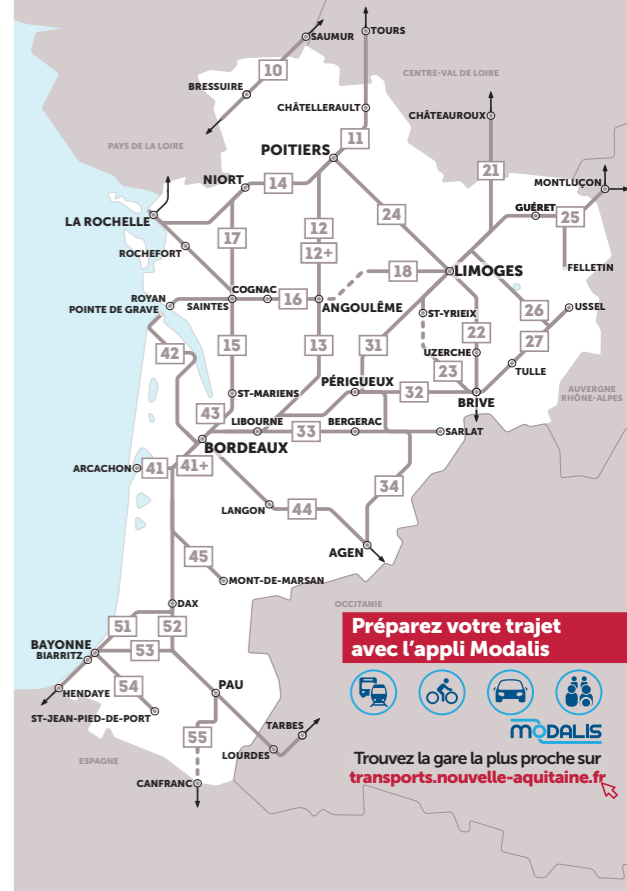 SAUMUR
TOURS
10
CENTRE-VAL DE LOIRE
BRESSUIRE
CHÂTELLERAULT
CHÂTEAUROUX
11
PAYS DE LA LOIRE
POITIERS
21
NIORT
14
MONTLUÇON
GUÉRET
25
LA ROCHELLE
24
12
17
12+
ROCHEFORT
18
LIMOGES
FELLETIN
COGNAC
ROYAN
POINTE DE GRAVE
SAINTES
16
ANGOULÊME
ST-YRIEIX
26
USSEL
15
13
31
22
27
42
UZERCHE
TULLE
23
PÉRIGUEUX
32
BRIVE
ST-MARIENS
AUVERGNE
RHÔNE-ALPES
43
LIBOURNE
BERGERAC
33
SARLAT
BORDEAUX
ARCACHON
41
41+
34
LANGON
44
AGEN
45
MONT-DE-MARSAN
DAX
OCCITANIE
51
52
Préparez votre trajet
avec l'appli Modalis
BAYONNE
53
BIARRITZ
54
PAU
HENDAYE
ST-JEAN-PIED-DE-PORT
TARBES
MODALIS
55
LOURDES
ESPAGNE
Trouvez la gare la plus proche sur
transports.nouvelle-aquitaine.fr
CANFRANC